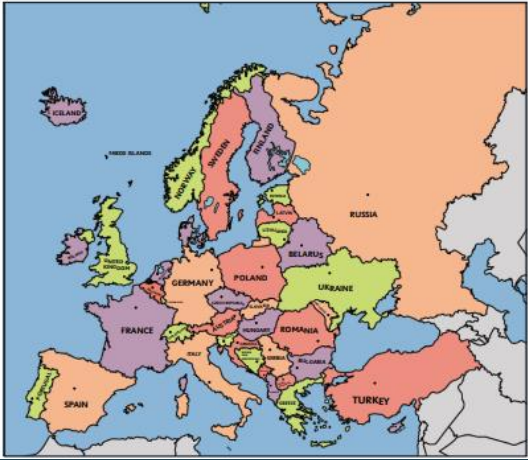 ICELAND
FAROE ISLANDS
NORWAY
SWEDEN
FINLAND
RUSSIA
LATVIA
UNITED
KINGDOM
BELARUS
GERMANY
POLAND
UKRAINE
FRANCE
AUSTRIA
HUNGARY
ROMANIA
ITALY
SERBIA
BULGARIA
PORTUGAL
SPAIN
GREECE
TURKEY